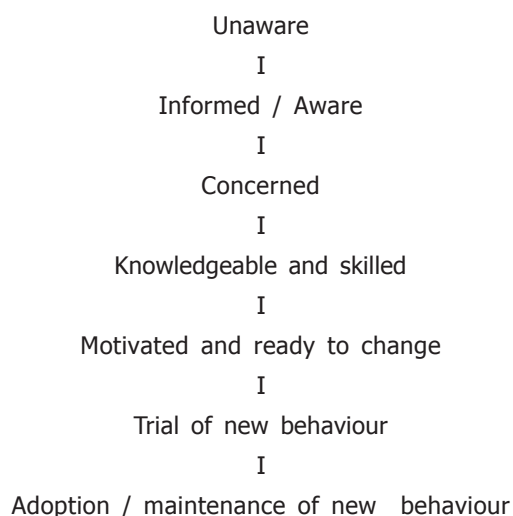 Unaware
I
Informed / Aware
I
Concerned
I
Knowledgeable and skilled
I
Motivated and ready to change
I
Trial of new behaviour
I
Adoption / maintenance of new behaviour